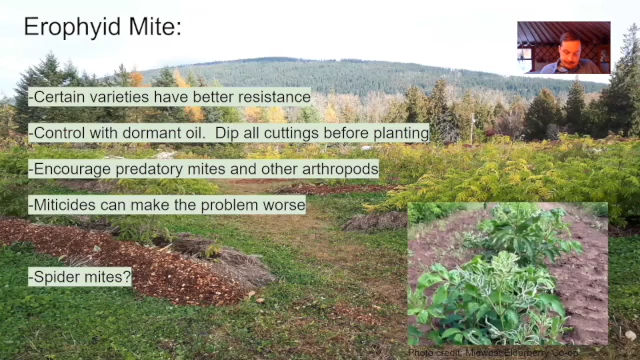 Erophyid Mite:
-Certain varieties have better resistance
-Control with dormant oil.  Dip all cuttings before planting
-Encourage predatory mites and other arthropods
-Miticides can make the problem worse
-Spider mites?
Photo credit: Midwest Elderberry Co-op